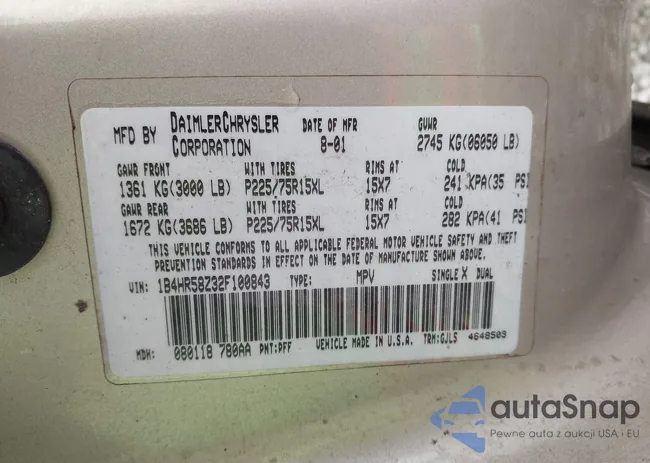 MFD BY DAIMLERCHRYSLER CORPORATION DATE OF MFR 8-01 GVWR 2745 KG(06050 LB)
GAWR FRONT WITH TIRES RIMS AT COLD
1361 KG(3000 LB) P225/75R15XL 15X7 241 KPA(35 PSI
GAWR REAR WITH TIRES RIMS AT COLD
1672 KG(3686 LB) P225/75R15XL 15X7 282 KPA(41 PSI
THIS VEHICLE CONFORMS TO ALL APPLICABLE FEDERAL MOTOR VEHICLE SAFETY AND THEFT
PREVENTION STANDARDS IN EFFECT ON THE DATE OF MANUFACTURE SHOWN ABOVE.
VIN: 1B4HR58Z32F100843 TYPE: MPV SINGLE X DUAL
MDH: 080118 780AA PNT:PFF VEHICLE MADE IN U.S.A. TRM:GJLS 4648503
autaSnap
Pewne auta z aukcji USA i EU